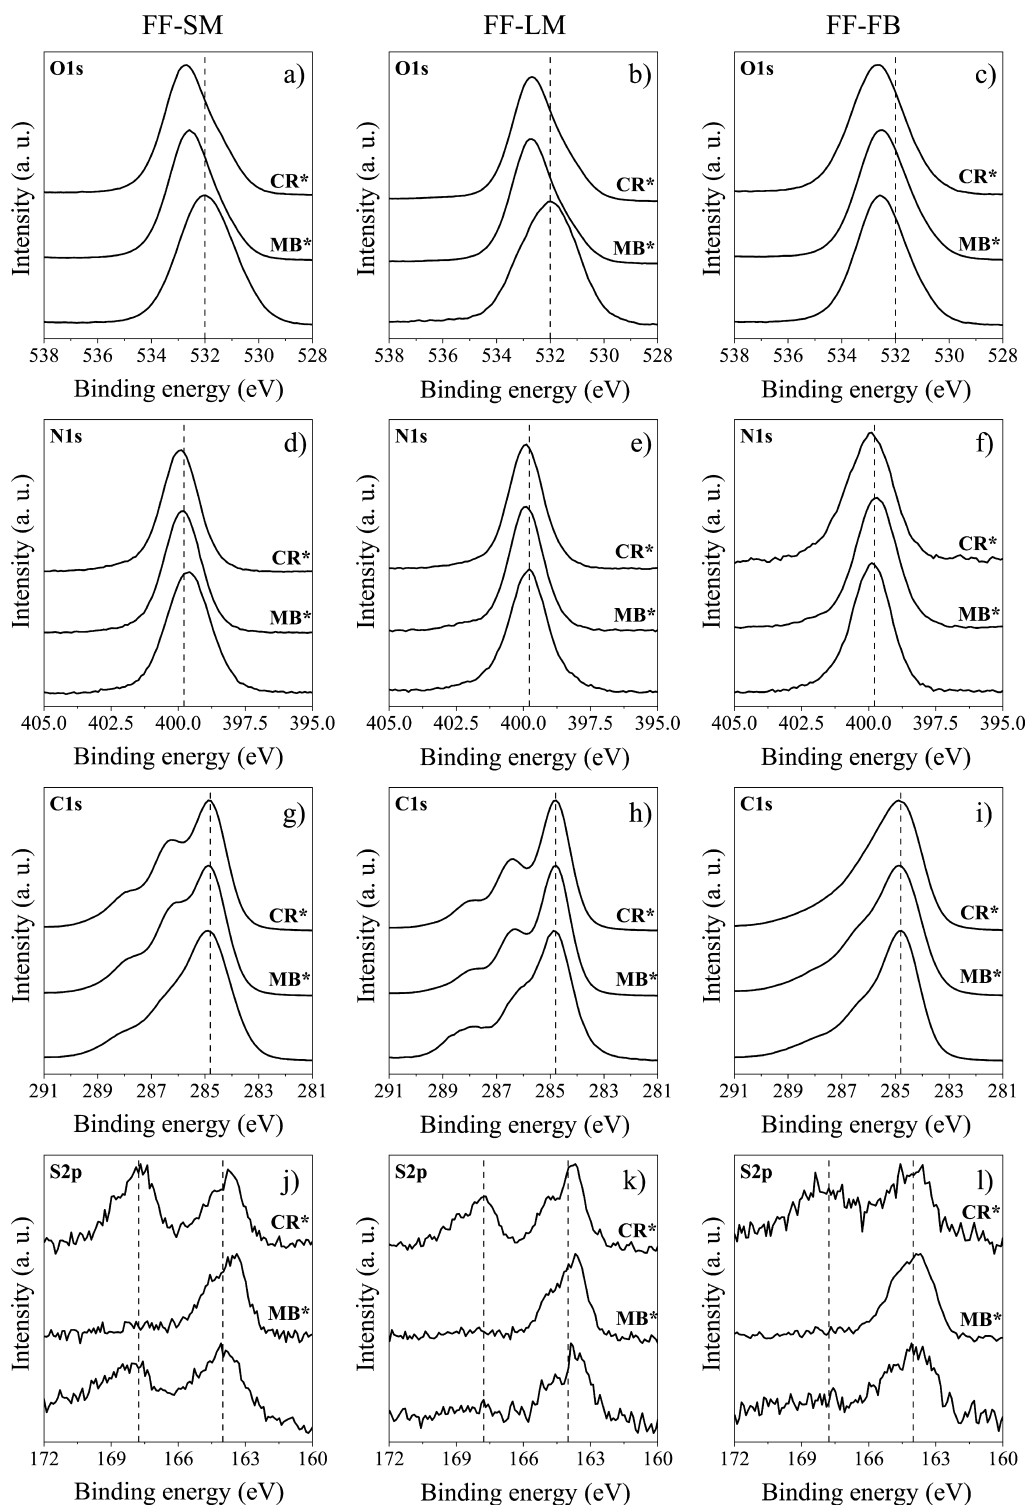 FF-SM FF-LM FF-FB
O1s a) O1s b) O1s c)
CR* CR* CR*
MB* MB* MB*
Intensity (a. u.) Intensity (a. u.) Intensity (a. u.)
538 536 534 532 530 528 538 536 534 532 530 528 538 536 534 532 530 528
Binding energy (eV) Binding energy (eV) Binding energy (eV)
N1s d) N1s e) N1s f)
CR* CR* CR*
MB* MB* MB*
Intensity (a. u.) Intensity (a. u.) Intensity (a. u.)
405.0 402.5 400.0 397.5 395.0 405.0 402.5 400.0 397.5 395.0 405.0 402.5 400.0 397.5 395.0
Binding energy (eV) Binding energy (eV) Binding energy (eV)
C1s g) C1s h) C1s i)
CR* CR* CR*
MB* MB* MB*
Intensity (a. u.) Intensity (a. u.) Intensity (a. u.)
291 289 287 285 283 281 291 289 287 285 283 281 291 289 287 285 283 281
Binding energy (eV) Binding energy (eV) Binding energy (eV)
S2p j) S2p k) S2p l)
CR* CR* CR*
MB* MB* MB*
Intensity (a. u.) Intensity (a. u.) Intensity (a. u.)
172 169 166 163 160 172 169 166 163 160 172 169 166 163 160
Binding energy (eV) Binding energy (eV) Binding energy (eV)